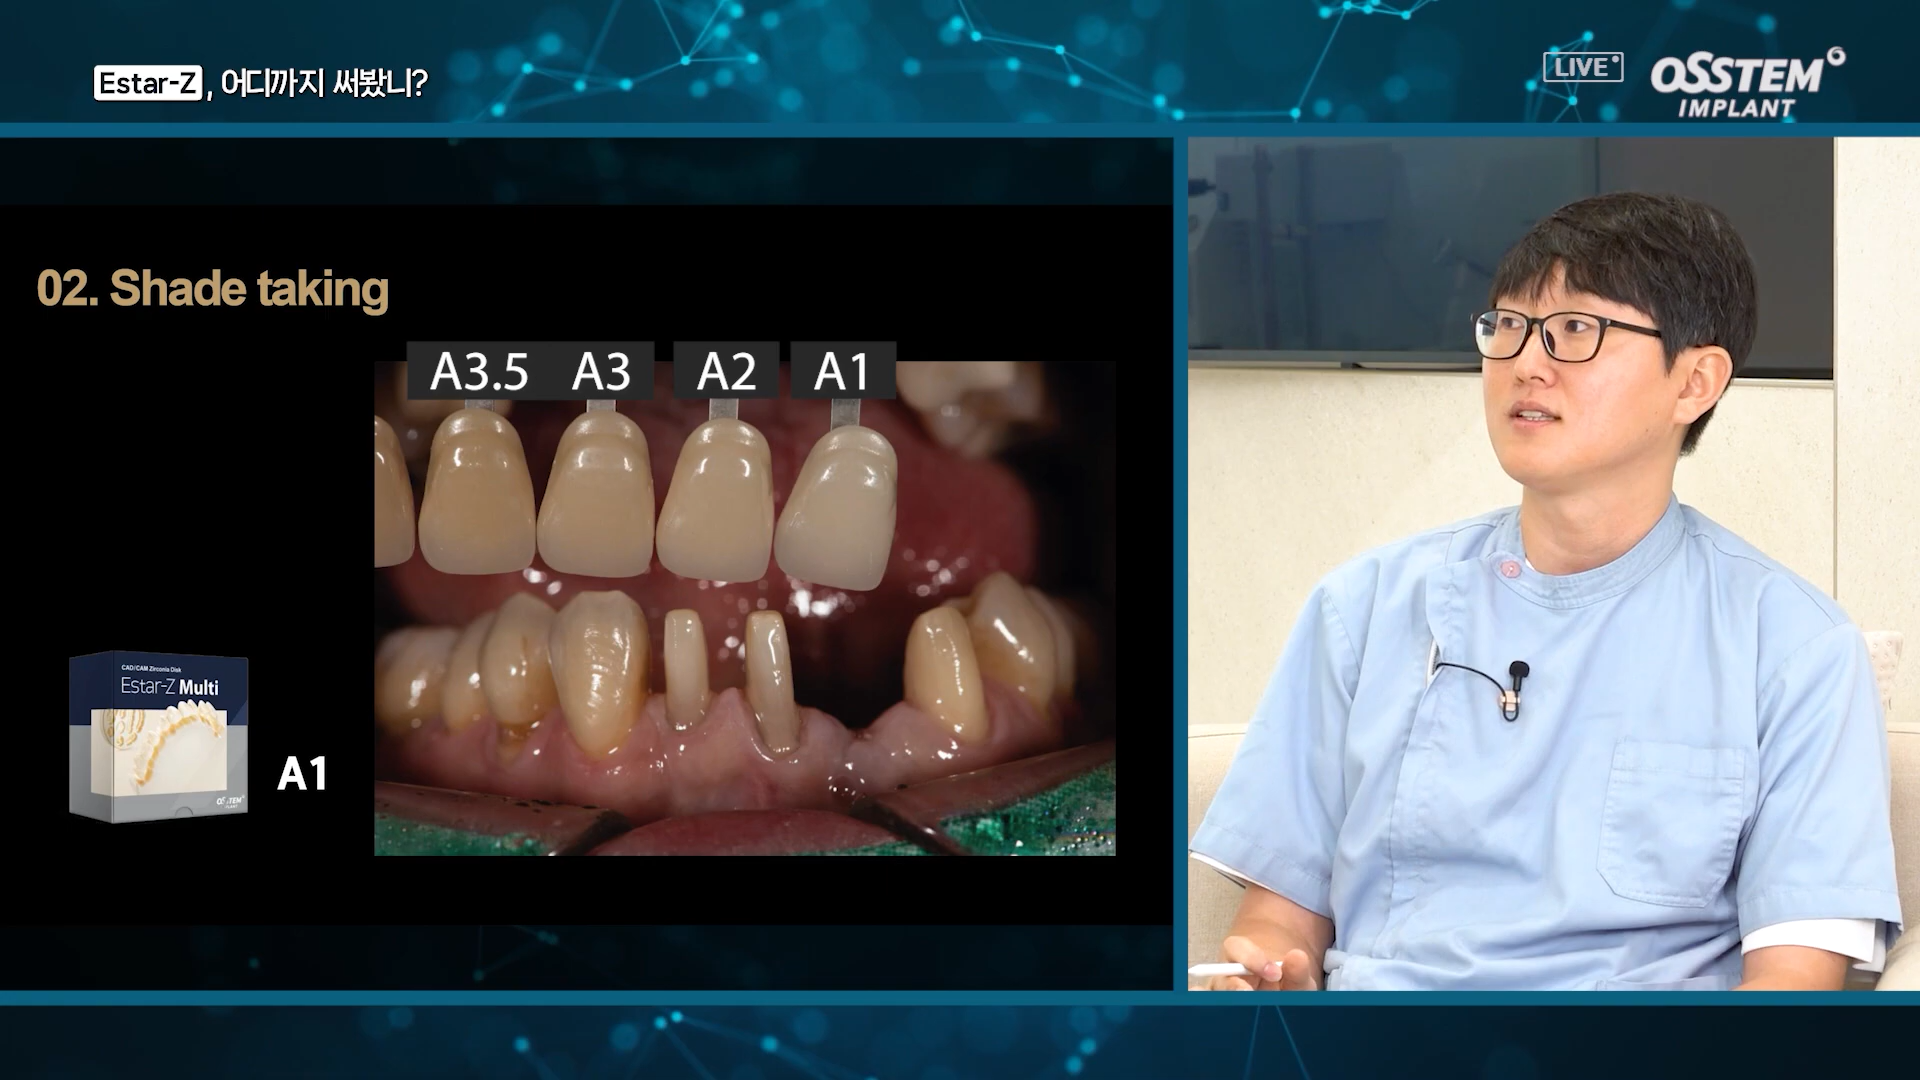 Estar-Z, 어디까지 써봤니?
LIVE
OSSTEM
IMPLANT
02. Shade taking
A3.5 A3 A2 A1
CAD/CAM Zirconia Disk
Estar-Z Multi
OSSTEM
IMPLANT
A1